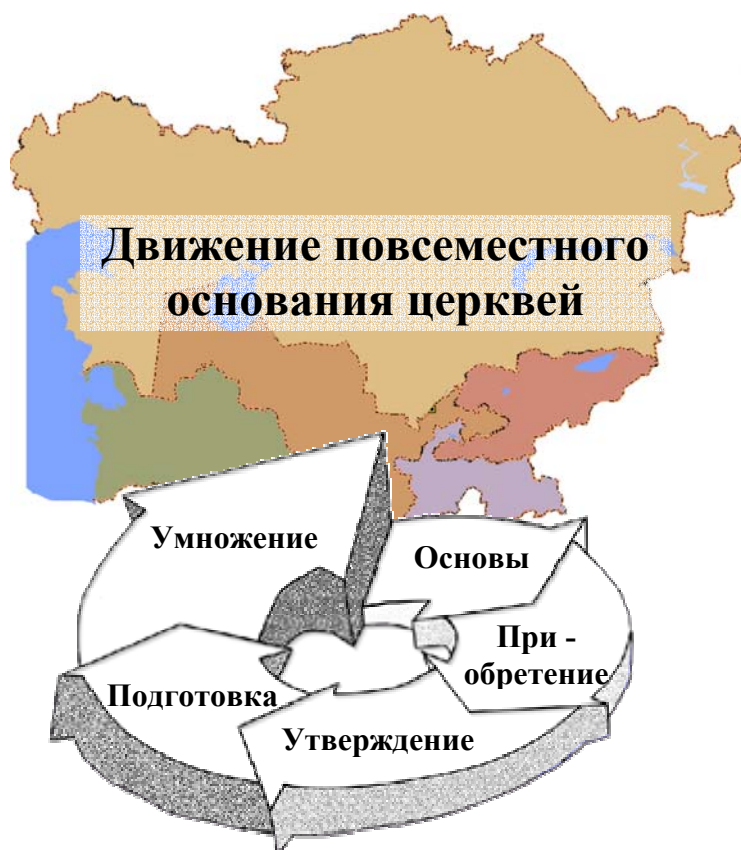 Движение повсеместного
основания церквей
Умножение
Основы
При -
обретение
Подготовка
Утверждение